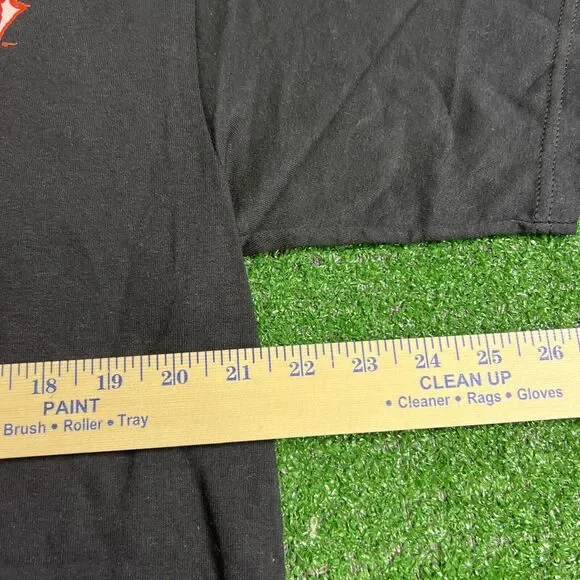 18 19 20 21 22 23 24 25 26
PAINT
Brush • Roller • Tray
CLEAN UP
• Cleaner • Rags • Gloves